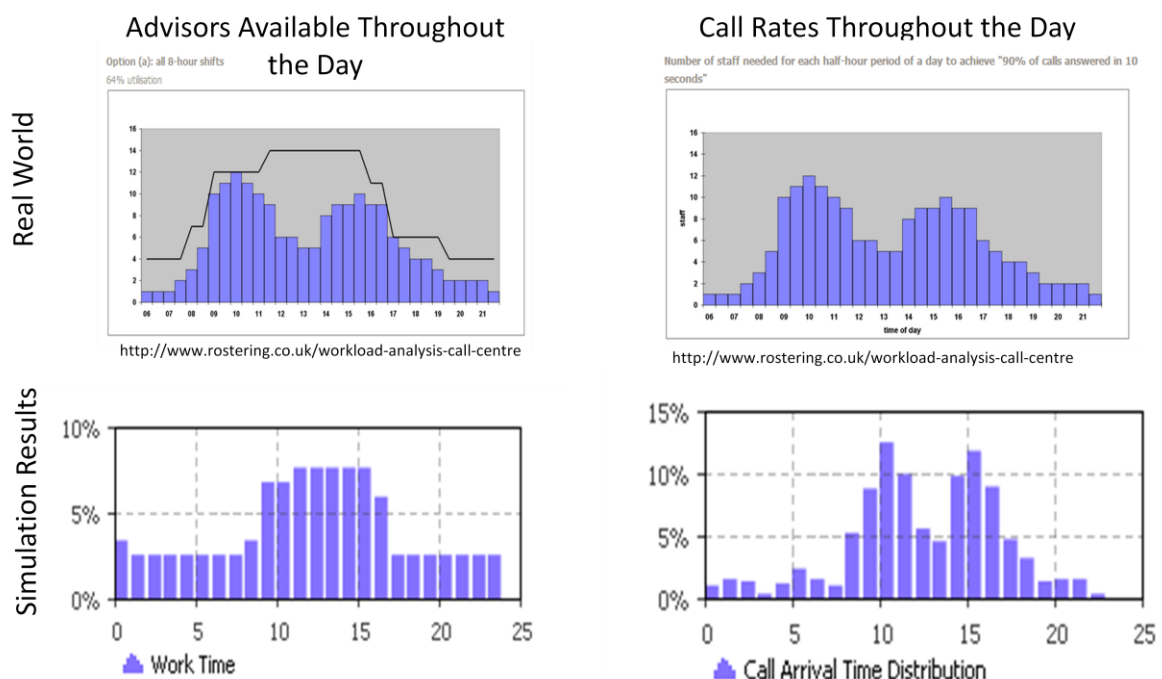 Advisors Available Throughout
the Day
Call Rates Throughout the Day
Real World
Option (a): all 8-hour shifts
64% utilisation
16
14
12
10
8
6
4
2
0
06 07 08 09 10 11 12 13 14 15 16 17 18 19 20 21
http://www.rostering.co.uk/workload-analysis-call-centre
Number of staff needed for each half-hour period of a day to achieve "90% of calls answered in 10
seconds"
staff
16
14
12
10
8
6
4
2
0
06 07 08 09 10 11 12 13 14 15 16 17 18 19 20 21
time of day
http://www.rostering.co.uk/workload-analysis-call-centre
Simulation Results
10%
5%
0%
0 5 10 15 20 25
Work Time
15%
10%
5%
0%
0 5 10 15 20 25
Call Arrival Time Distribution